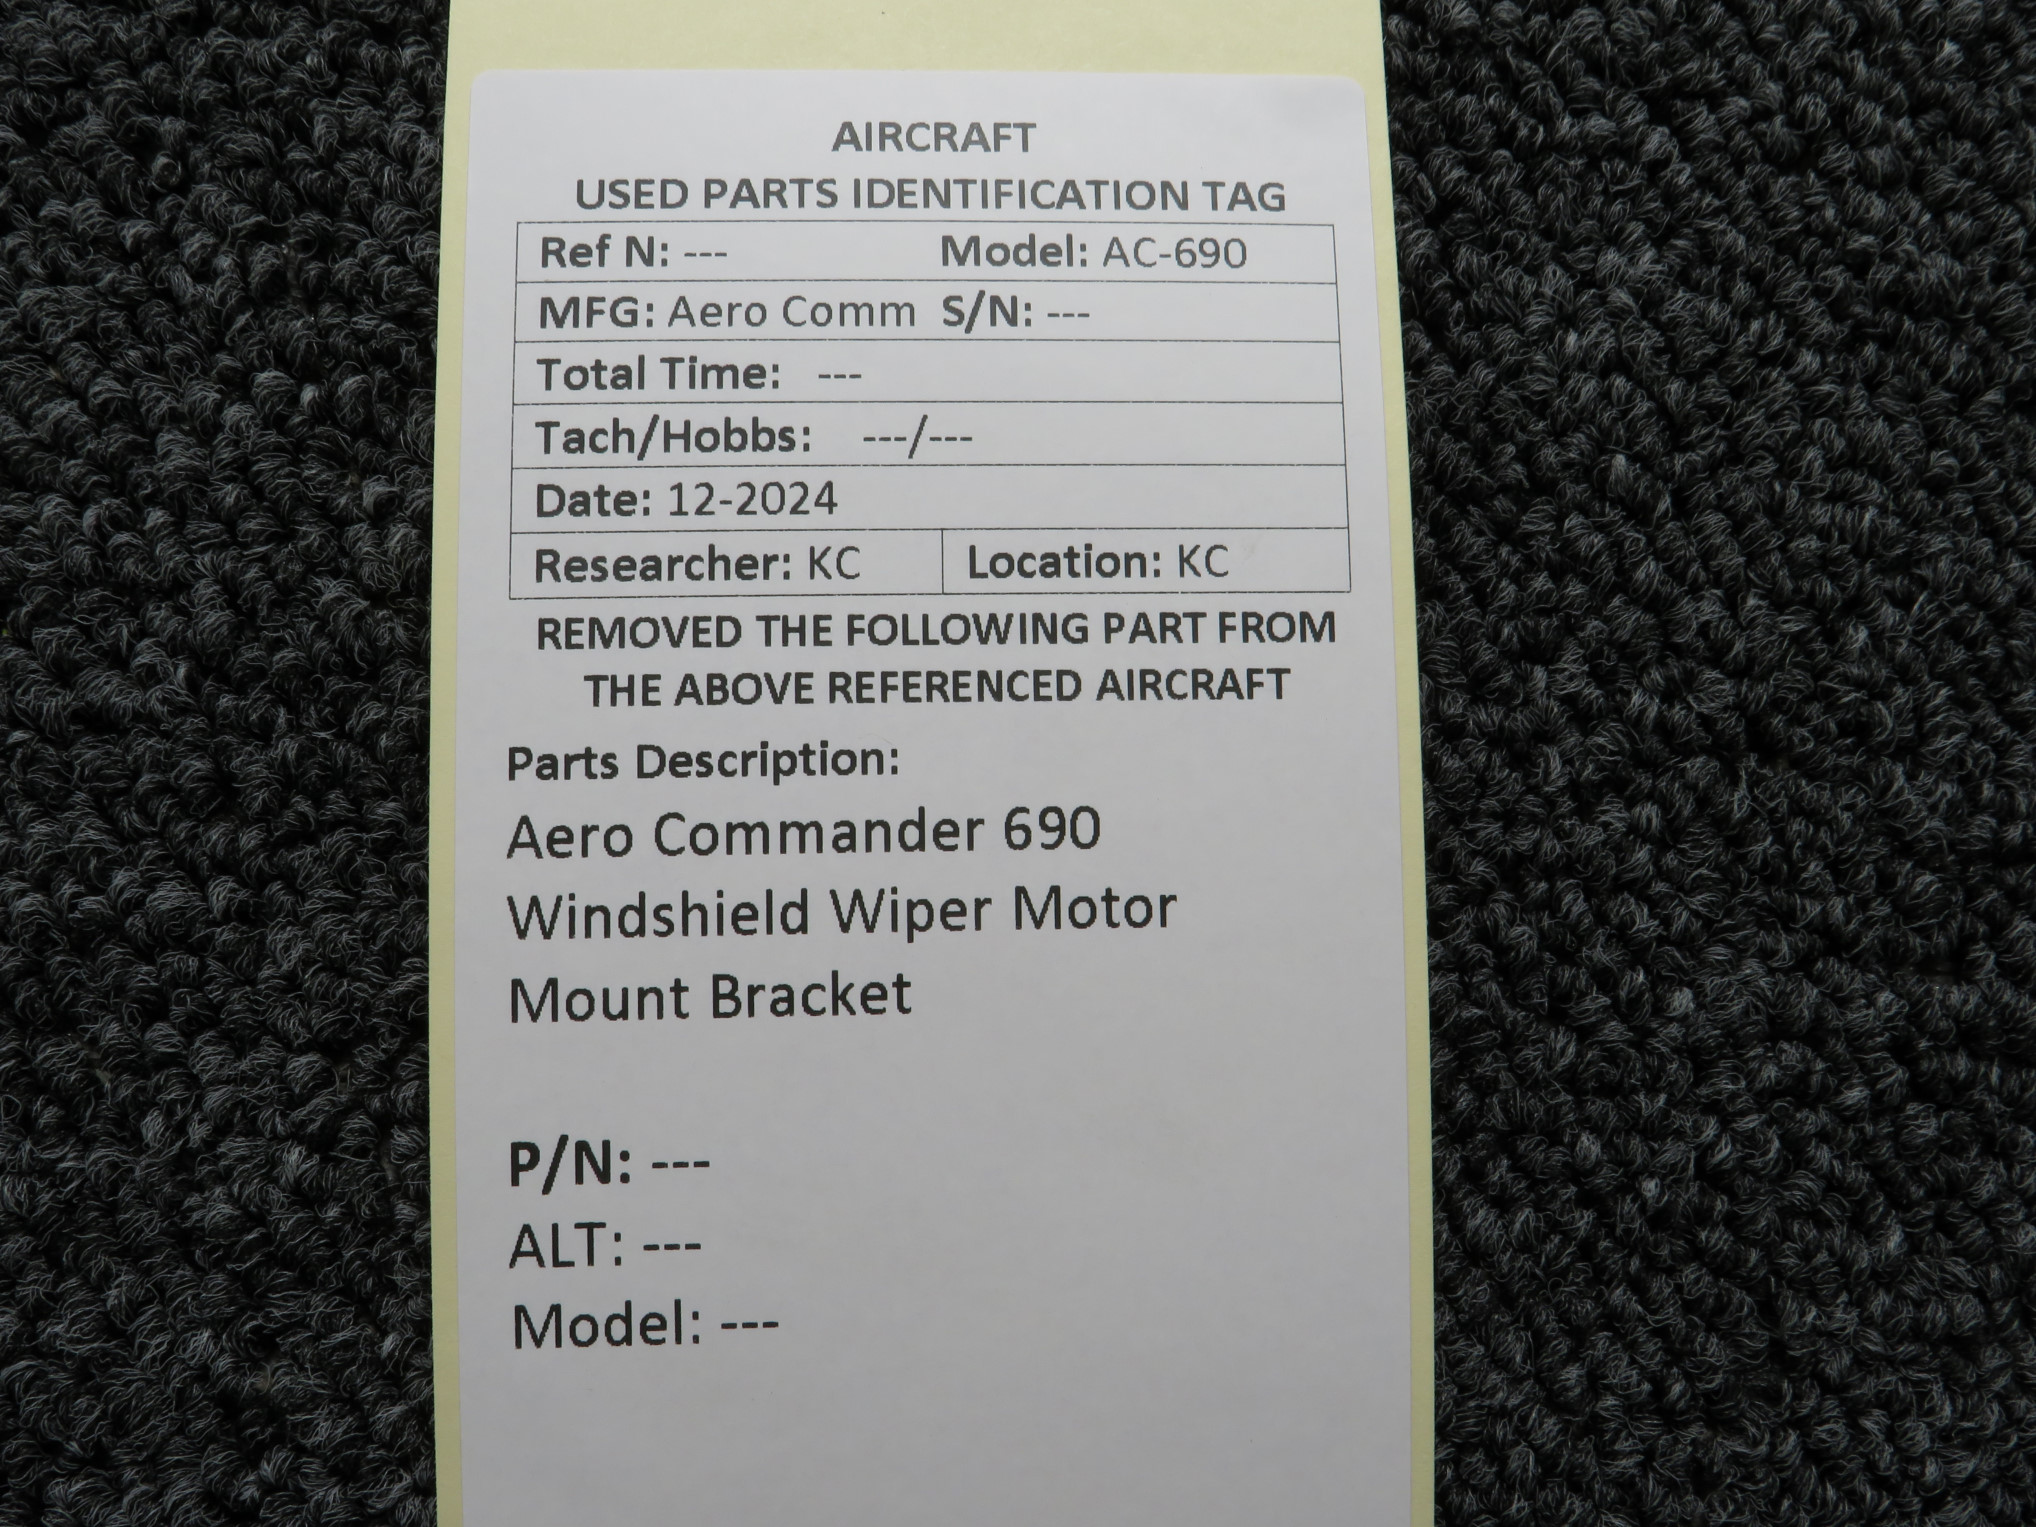 AIRCRAFT
USED PARTS IDENTIFICATION TAG
Ref N: --- Model: AC-690
MFG: Aero Comm S/N: ---
Total Time: ---
Tach/Hobbs: ---/---
Date: 12-2024
Researcher: KC Location: KC
REMOVED THE FOLLOWING PART FROM
THE ABOVE REFERENCED AIRCRAFT
Parts Description:
Aero Commander 690
Windshield Wiper Motor
Mount Bracket
P/N: ---
ALT: ---
Model: ---